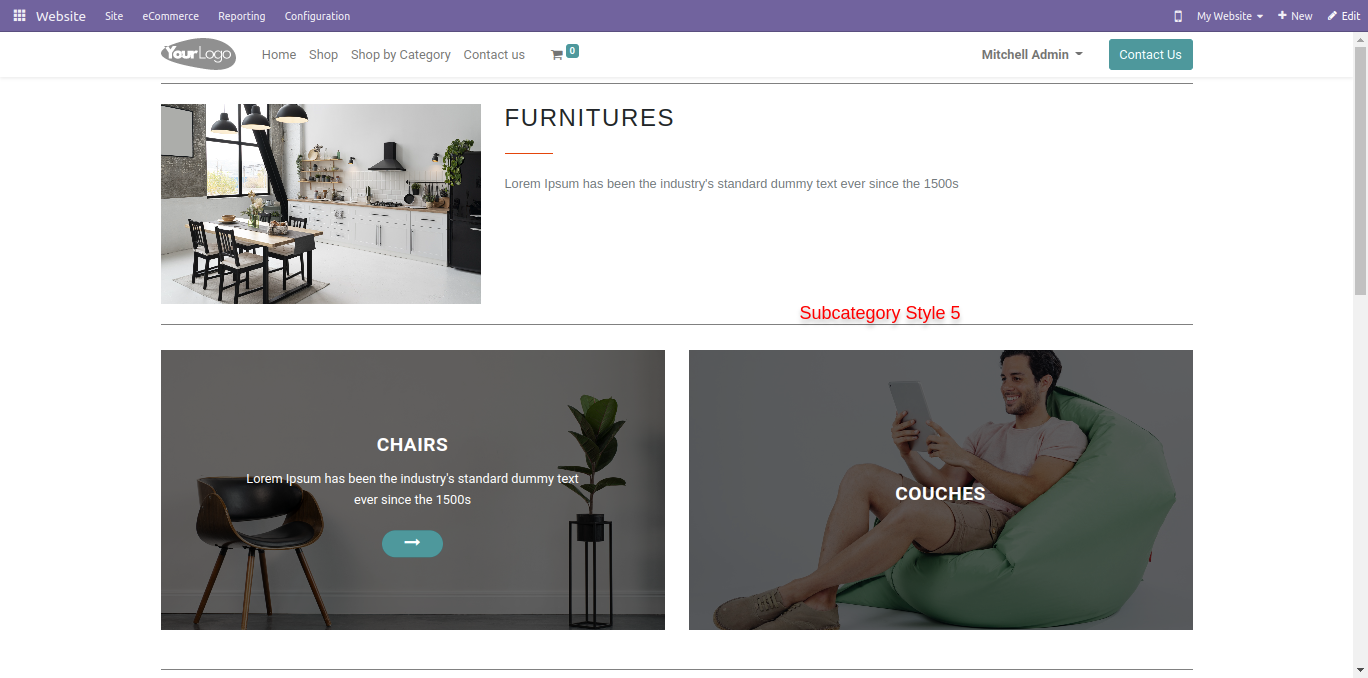 Website Site eCommerce Reporting Configuration My Website New Edit
YourLogo Home Shop Shop by Category Contact us 0 Mitchell Admin Contact Us
FURNITURES
Lorem Ipsum has been the industry's standard dummy text ever since the 1500s
Subcategory Style 5
CHAIRS
Lorem Ipsum has been the industry's standard dummy text
ever since the 1500s
COUCHES